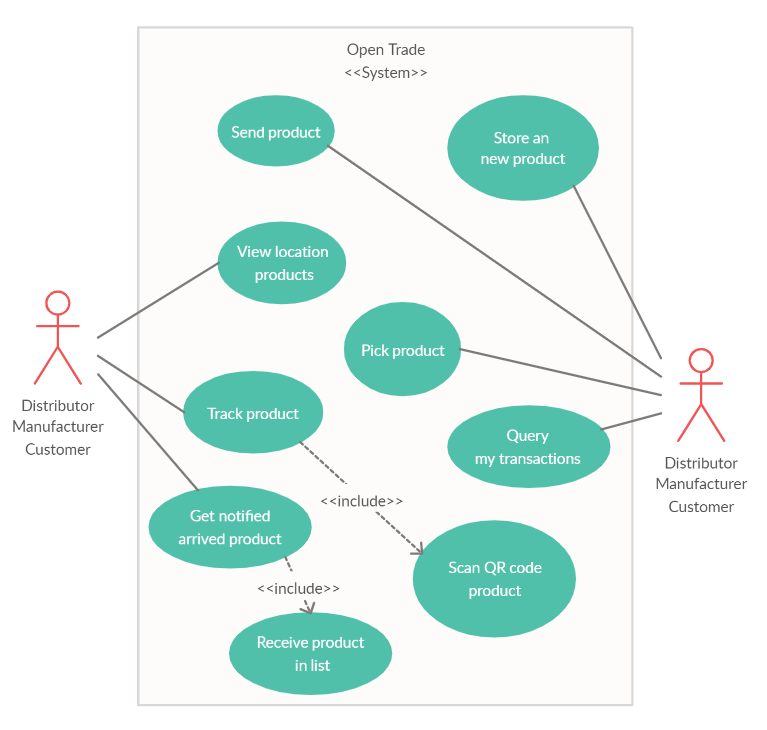 Open Trade
<<System>>
Send product
Store an
new product
View location
products
Pick product
Distributor
Manufacturer
Customer
Track product
Query
my transactions
Distributor
Manufacturer
Customer
<<include>>
Get notified
arrived product
Scan QR code
product
<<include>>
Receive product
in list